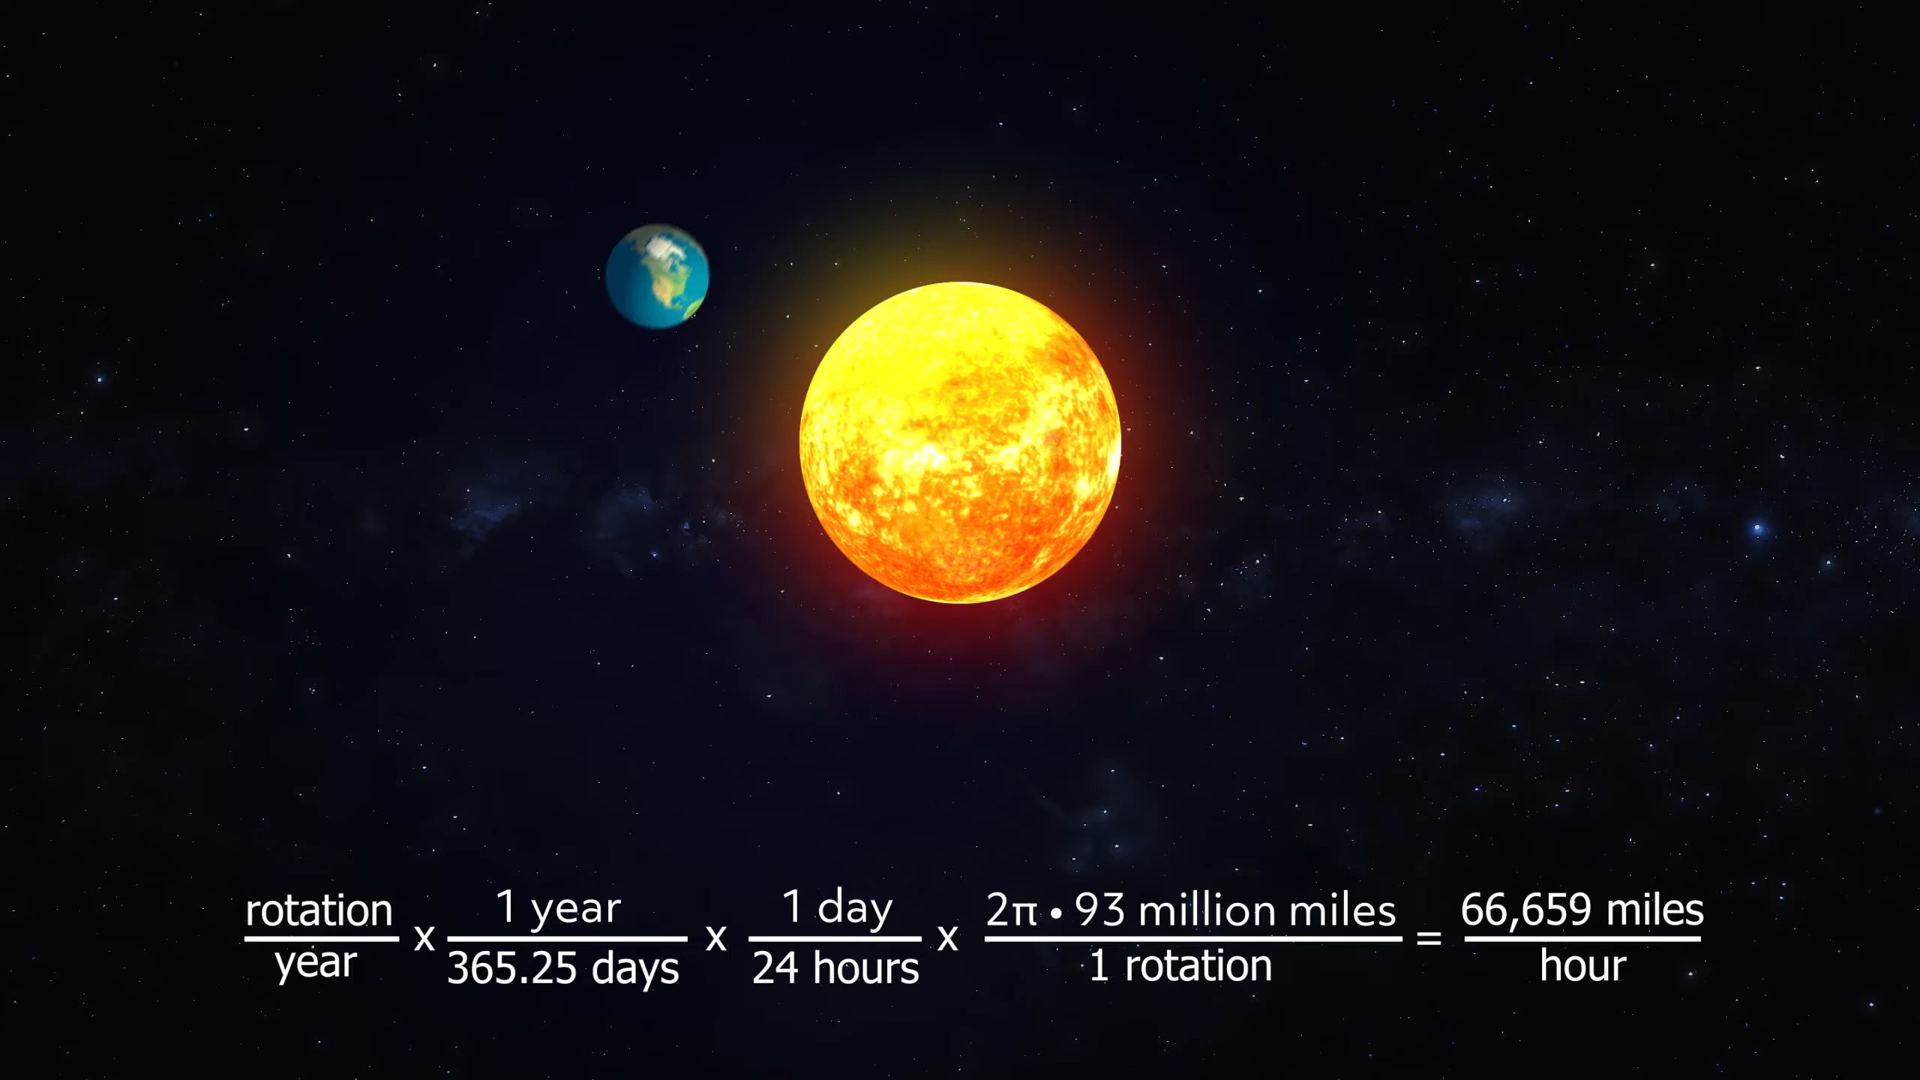 rotation x 1 year x 1 day x 2π • 93 million miles = 66,659 miles
year 365.25 days 24 hours 1 rotation hour